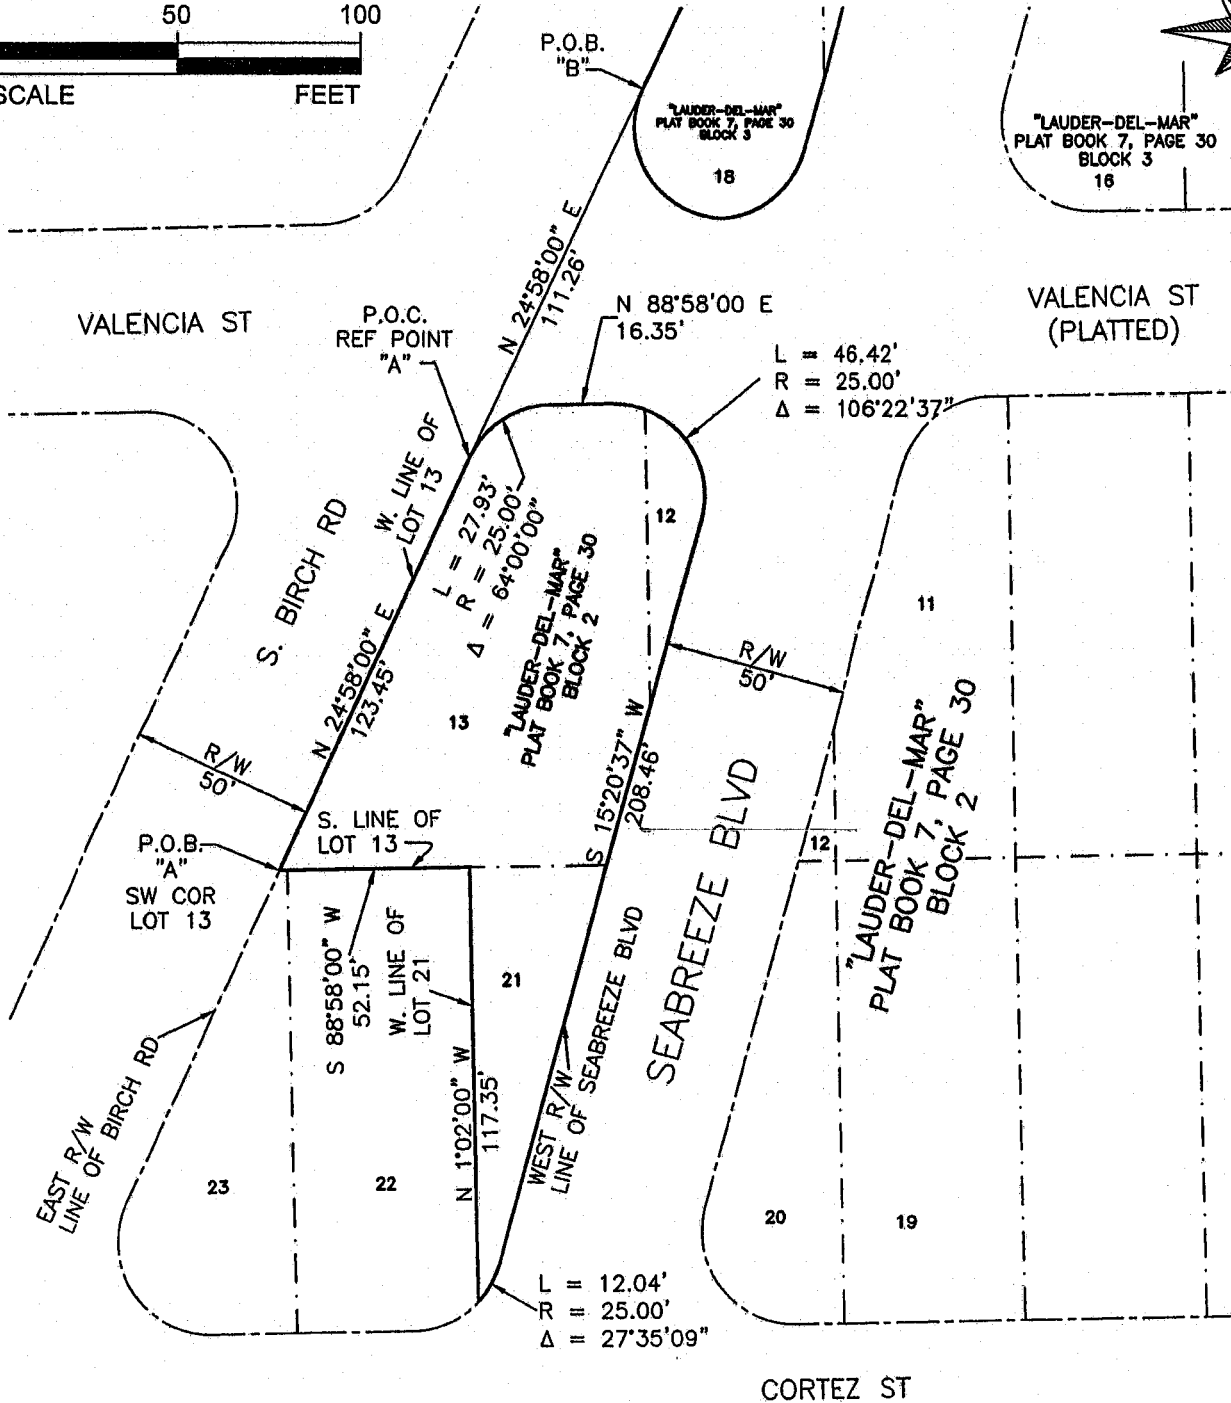 50
100
SCALE
FEET
P.O.B.
"B"
"LAUDER-DEL-MAR"
PLAT BOOK 7, PAGE 30
BLOCK 3
18
"LAUDER-DEL-MAR"
PLAT BOOK 7, PAGE 30
BLOCK 3
16
N 24°58'00" E
111.26'
VALENCIA ST
P.O.C.
REF POINT
"A"
N 88°58'00 E
16.35'
VALENCIA ST
(PLATTED)
L = 46.42'
R = 25.00'
Δ = 106°22'37"
W. LINE OF
LOT 13
L = 27.93'
R = 25.00'
Δ = 64°00'00"
12
S. BIRCH RD
"LAUDER-DEL-MAR"
PLAT BOOK 7, PAGE 30
BLOCK 2
11
N 24°58'00" E
123.45'
13
R/W
50'
R/W
50'
S 15°20'37" W
208.46'
SEABREEZE BLVD
"LAUDER-DEL-MAR"
PLAT BOOK 7, PAGE 30
BLOCK 2
12
S. LINE OF
LOT 13
P.O.B.
"A"
SW COR
LOT 13
S 88°58'00" W
52.15'
W. LINE OF
LOT 21
21
N 1°02'00" W
117.35'
WEST R/W
LINE OF SEABREEZE BLVD
EAST R/W
LINE OF BIRCH RD
23
22
20
19
L = 12.04'
R = 25.00'
Δ = 27°35'09"
CORTEZ ST